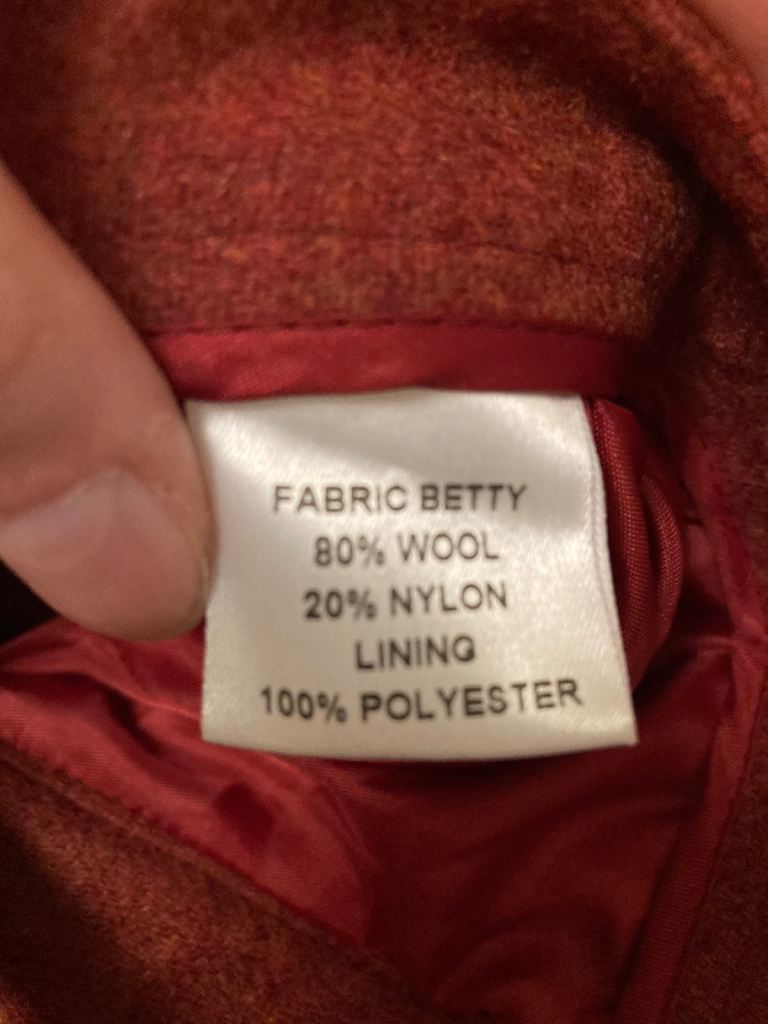 FABRIC BETTY
80% WOOL
20% NYLON
LINING
100% POLYESTER